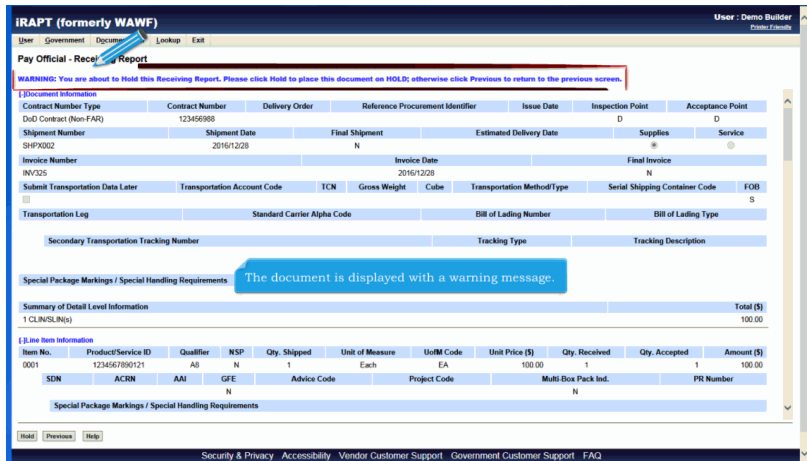 iRAPT (formerly WAWF)
User : Demo Builder
Printer Friendly
User Government Lookup Exit
Pay Official - Receiving Report
WARNING: You are about to Hold this Receiving Report. Please click Hold to place this document on HOLD; otherwise click Previous to return to the previous screen.
[-]Document Information
Contract Number Type Contract Number Delivery Order Reference Procurement Identifier Issue Date Inspection Point Acceptance Point
DoD Contract (Non-FAR) 123456988 D D
Shipment Number Shipment Date Final Shipment Estimated Delivery Date Supplies Service
SHPX002 2016/12/28 N
Invoice Number Invoice Date Final Invoice
INV325 2016/12/28 N
Submit Transportation Data Later Transportation Account Code TCN Gross Weight Cube Transportation Method/Type Serial Shipping Container Code FOB
S
Transportation Leg Standard Carrier Alpha Code Bill of Lading Number Bill of Lading Type
Secondary Transportation Tracking Number Tracking Type Tracking Description
Special Package Markings / Special Handling Requirements
The document is displayed with a warning message.
Summary of Detail Level Information Total ($)
1 CLIN/SLIN(s) 100.00
[-]Line Item Information
Item No. Product/Service ID Qualifier NSP Qty. Shipped Unit of Measure UofM Code Unit Price ($) Qty. Received Qty. Accepted Amount ($)
0001 1234567890121 A8 N 1 Each EA 100.00 1 1 100.00
SDN ACRN AAI GFE Advice Code Project Code Multi-Box Pack Ind. PR Number
N N
Special Package Markings / Special Handling Requirements
Hold Previous Help
Security & Privacy Accessibility Vendor Customer Support Government Customer Support FAQ